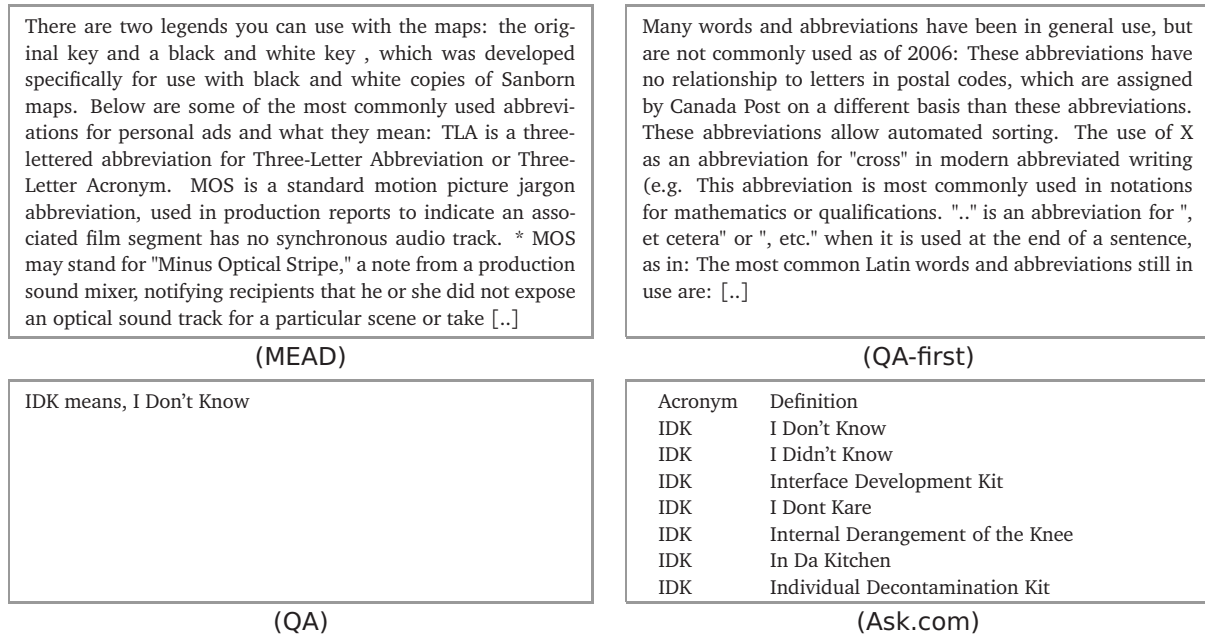 There are two legends you can use with the maps: the orig-
inal key and a black and white key , which was developed
specifically for use with black and white copies of Sanborn
maps. Below are some of the most commonly used abbrevi-
ations for personal ads and what they mean: TLA is a three-
lettered abbreviation for Three-Letter Abbreviation or Three-
Letter Acronym. MOS is a standard motion picture jargon
abbreviation, used in production reports to indicate an asso-
ciated film segment has no synchronous audio track. * MOS
may stand for "Minus Optical Stripe," a note from a production
sound mixer, notifying recipients that he or she did not expose
an optical sound track for a particular scene or take [..]
(MEAD)
Many words and abbreviations have been in general use, but
are not commonly used as of 2006: These abbreviations have
no relationship to letters in postal codes, which are assigned
by Canada Post on a different basis than these abbreviations.
These abbreviations allow automated sorting. The use of X
as an abbreviation for "cross" in modern abbreviated writing
(e.g. This abbreviation is most commonly used in notations
for mathematics or qualifications. ".." is an abbreviation for ",
et cetera" or ", etc." when it is used at the end of a sentence,
as in: The most common Latin words and abbreviations still in
use are: [..]
(QA-first)
IDK means, I Don't Know
(QA)
Acronym Definition
IDK I Don't Know
IDK I Didn't Know
IDK Interface Development Kit
IDK I Dont Kare
IDK Internal Derangement of the Knee
IDK In Da Kitchen
IDK Individual Decontamination Kit
(Ask.com)